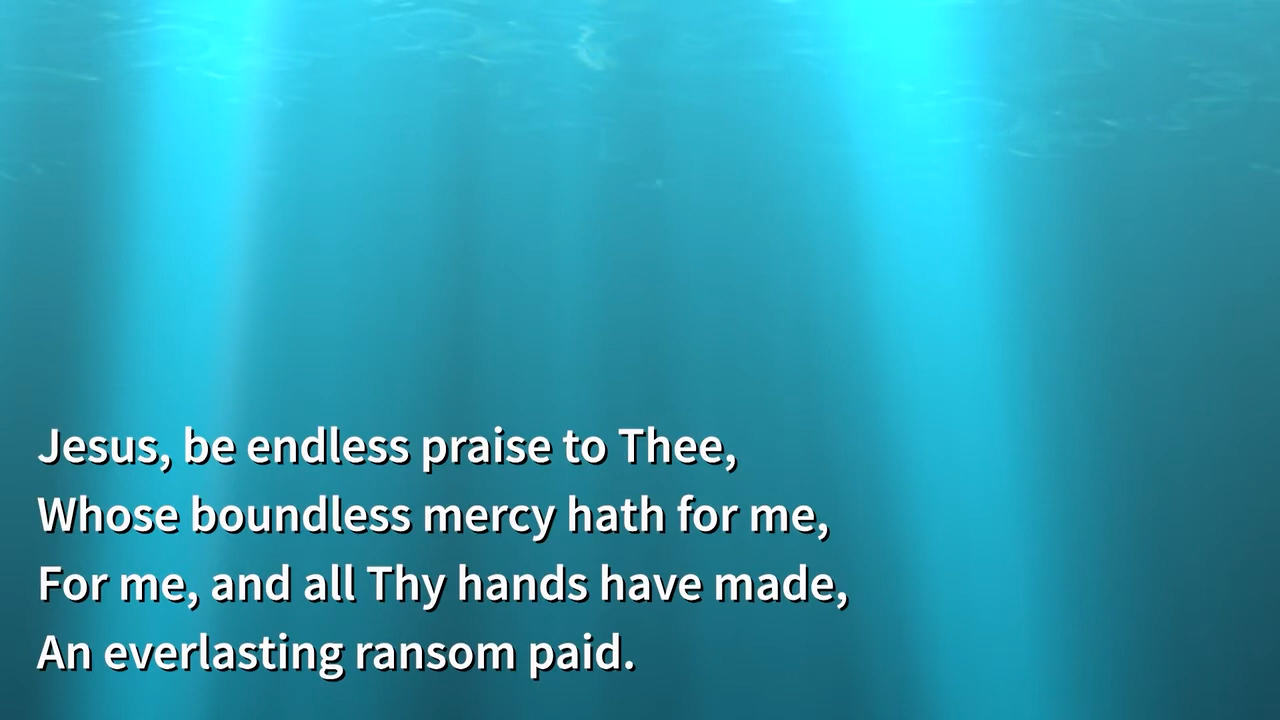 Jesus, be endless praise to Thee,
Whose boundless mercy hath for me,
For me, and all Thy hands have made,
An everlasting ransom paid.